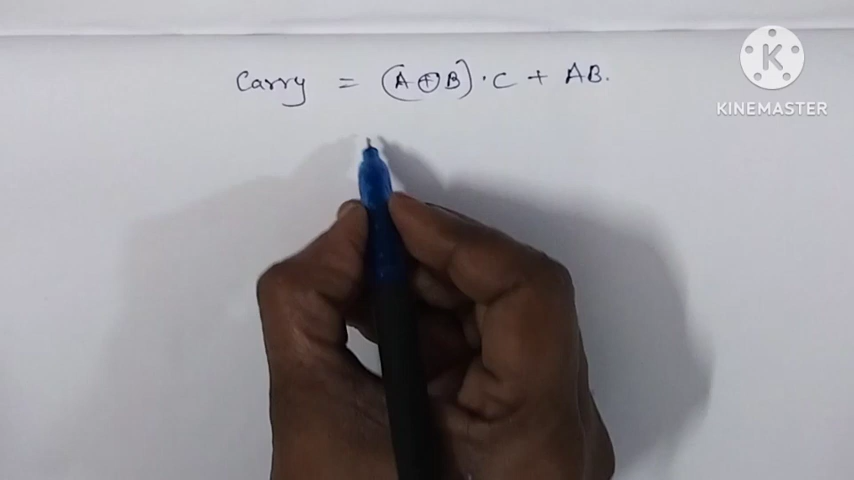 Carry = (A⊕B)·C + AB.
K
KINEMASTER